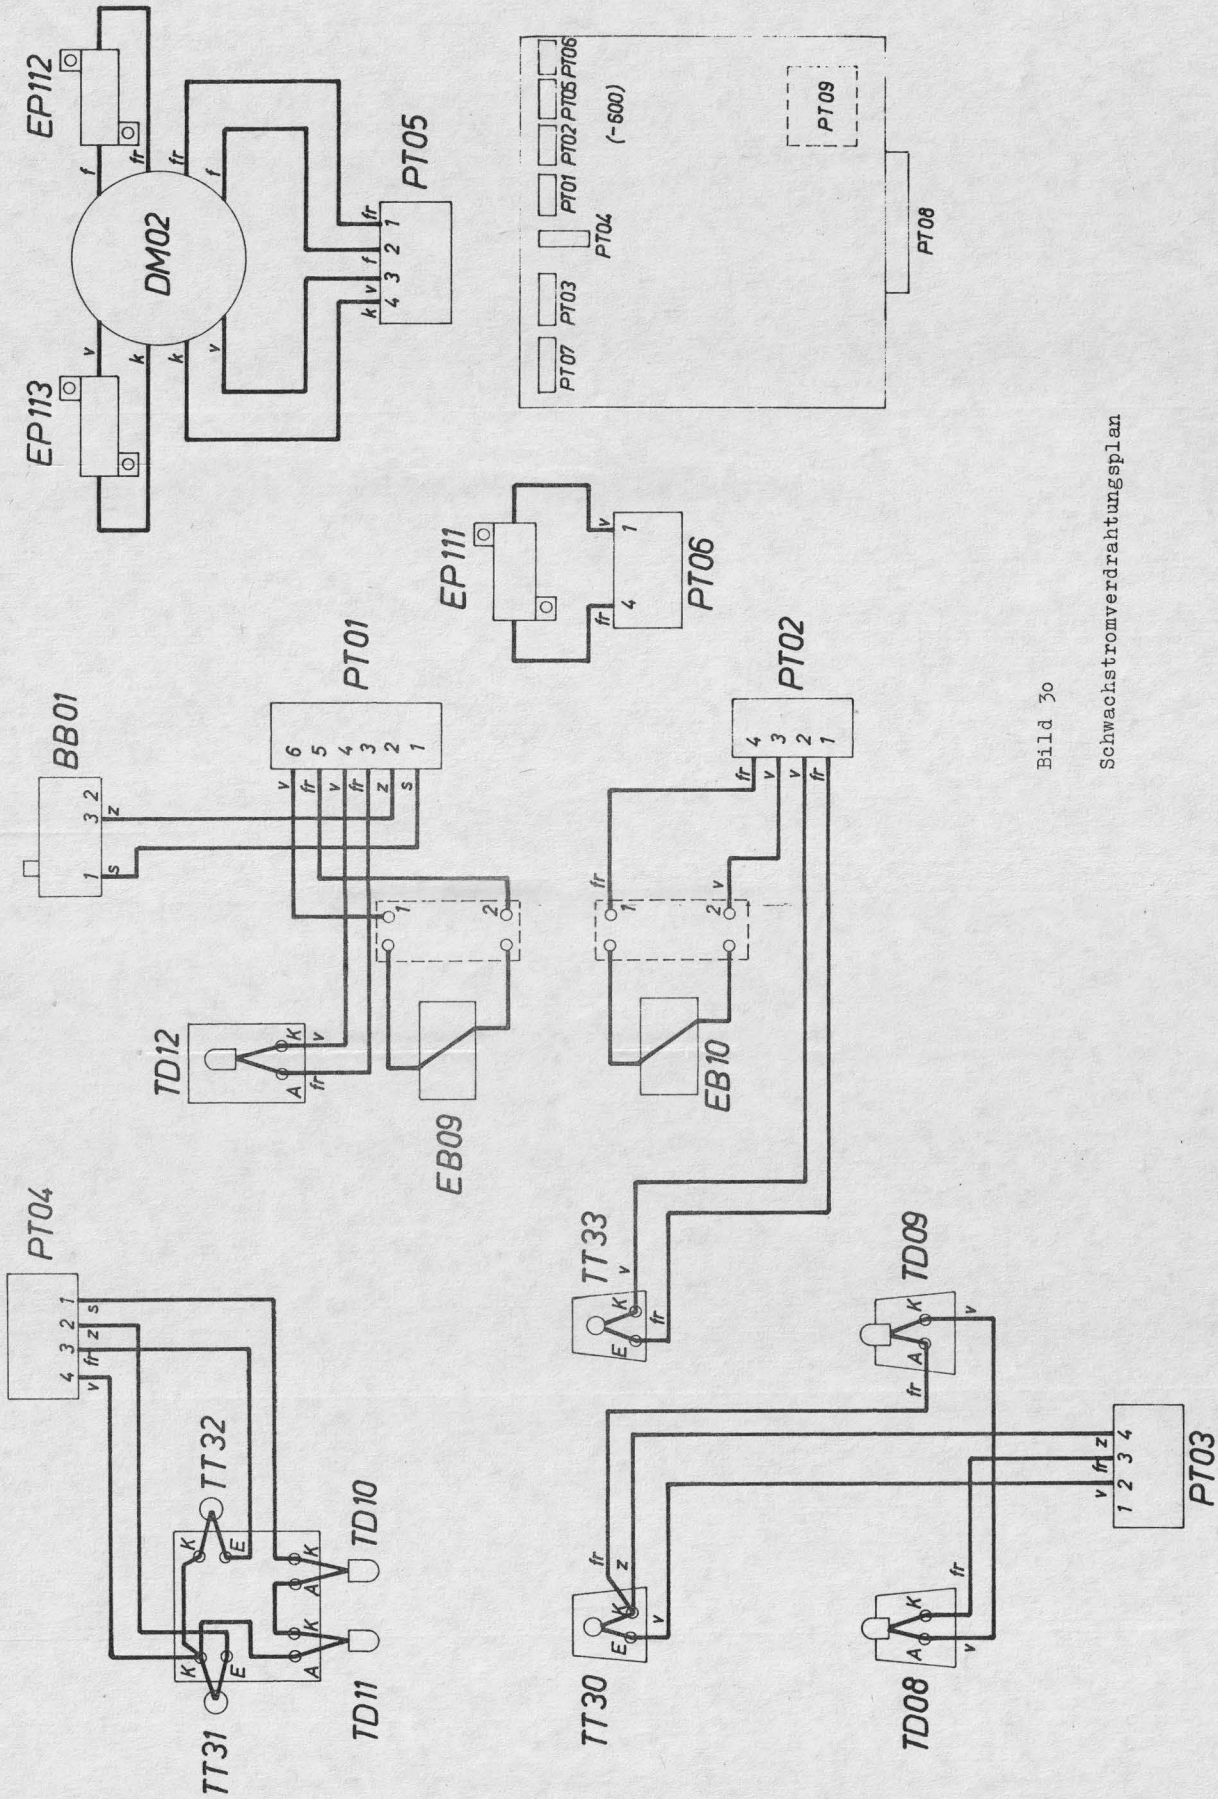 EP113
EP112
v
k
f
fr
DM02
k
v
f
fr
k v f fr
4 3 2 1
PT05
PT07 PT03 PT04 PT01 PT02 PT05 PT06
(-600)
PT09
PT08
BB01
1 3 2
s z
PT01
6 v
5 fr
4 v
3 fr
2 z
1 s
TD12
A K
fr v
1
2
EB09
EP111
fr v
4 1
PT06
PT02
4 fr
3 v
2 v
1 fr
fr
1
v
2
EB10
PT04
4 3 2 1
v fr z s
TT32
K
E
K
E
TT31
A K A K
TD11
TD10
TT33
E K
fr v
TT30
E K
v z fr
TD09
A K
fr v
TD08
A K
v fr
v fr z
1 2 3 4
PT03
Bild 3o
Schwachstromverdrahtungsplan